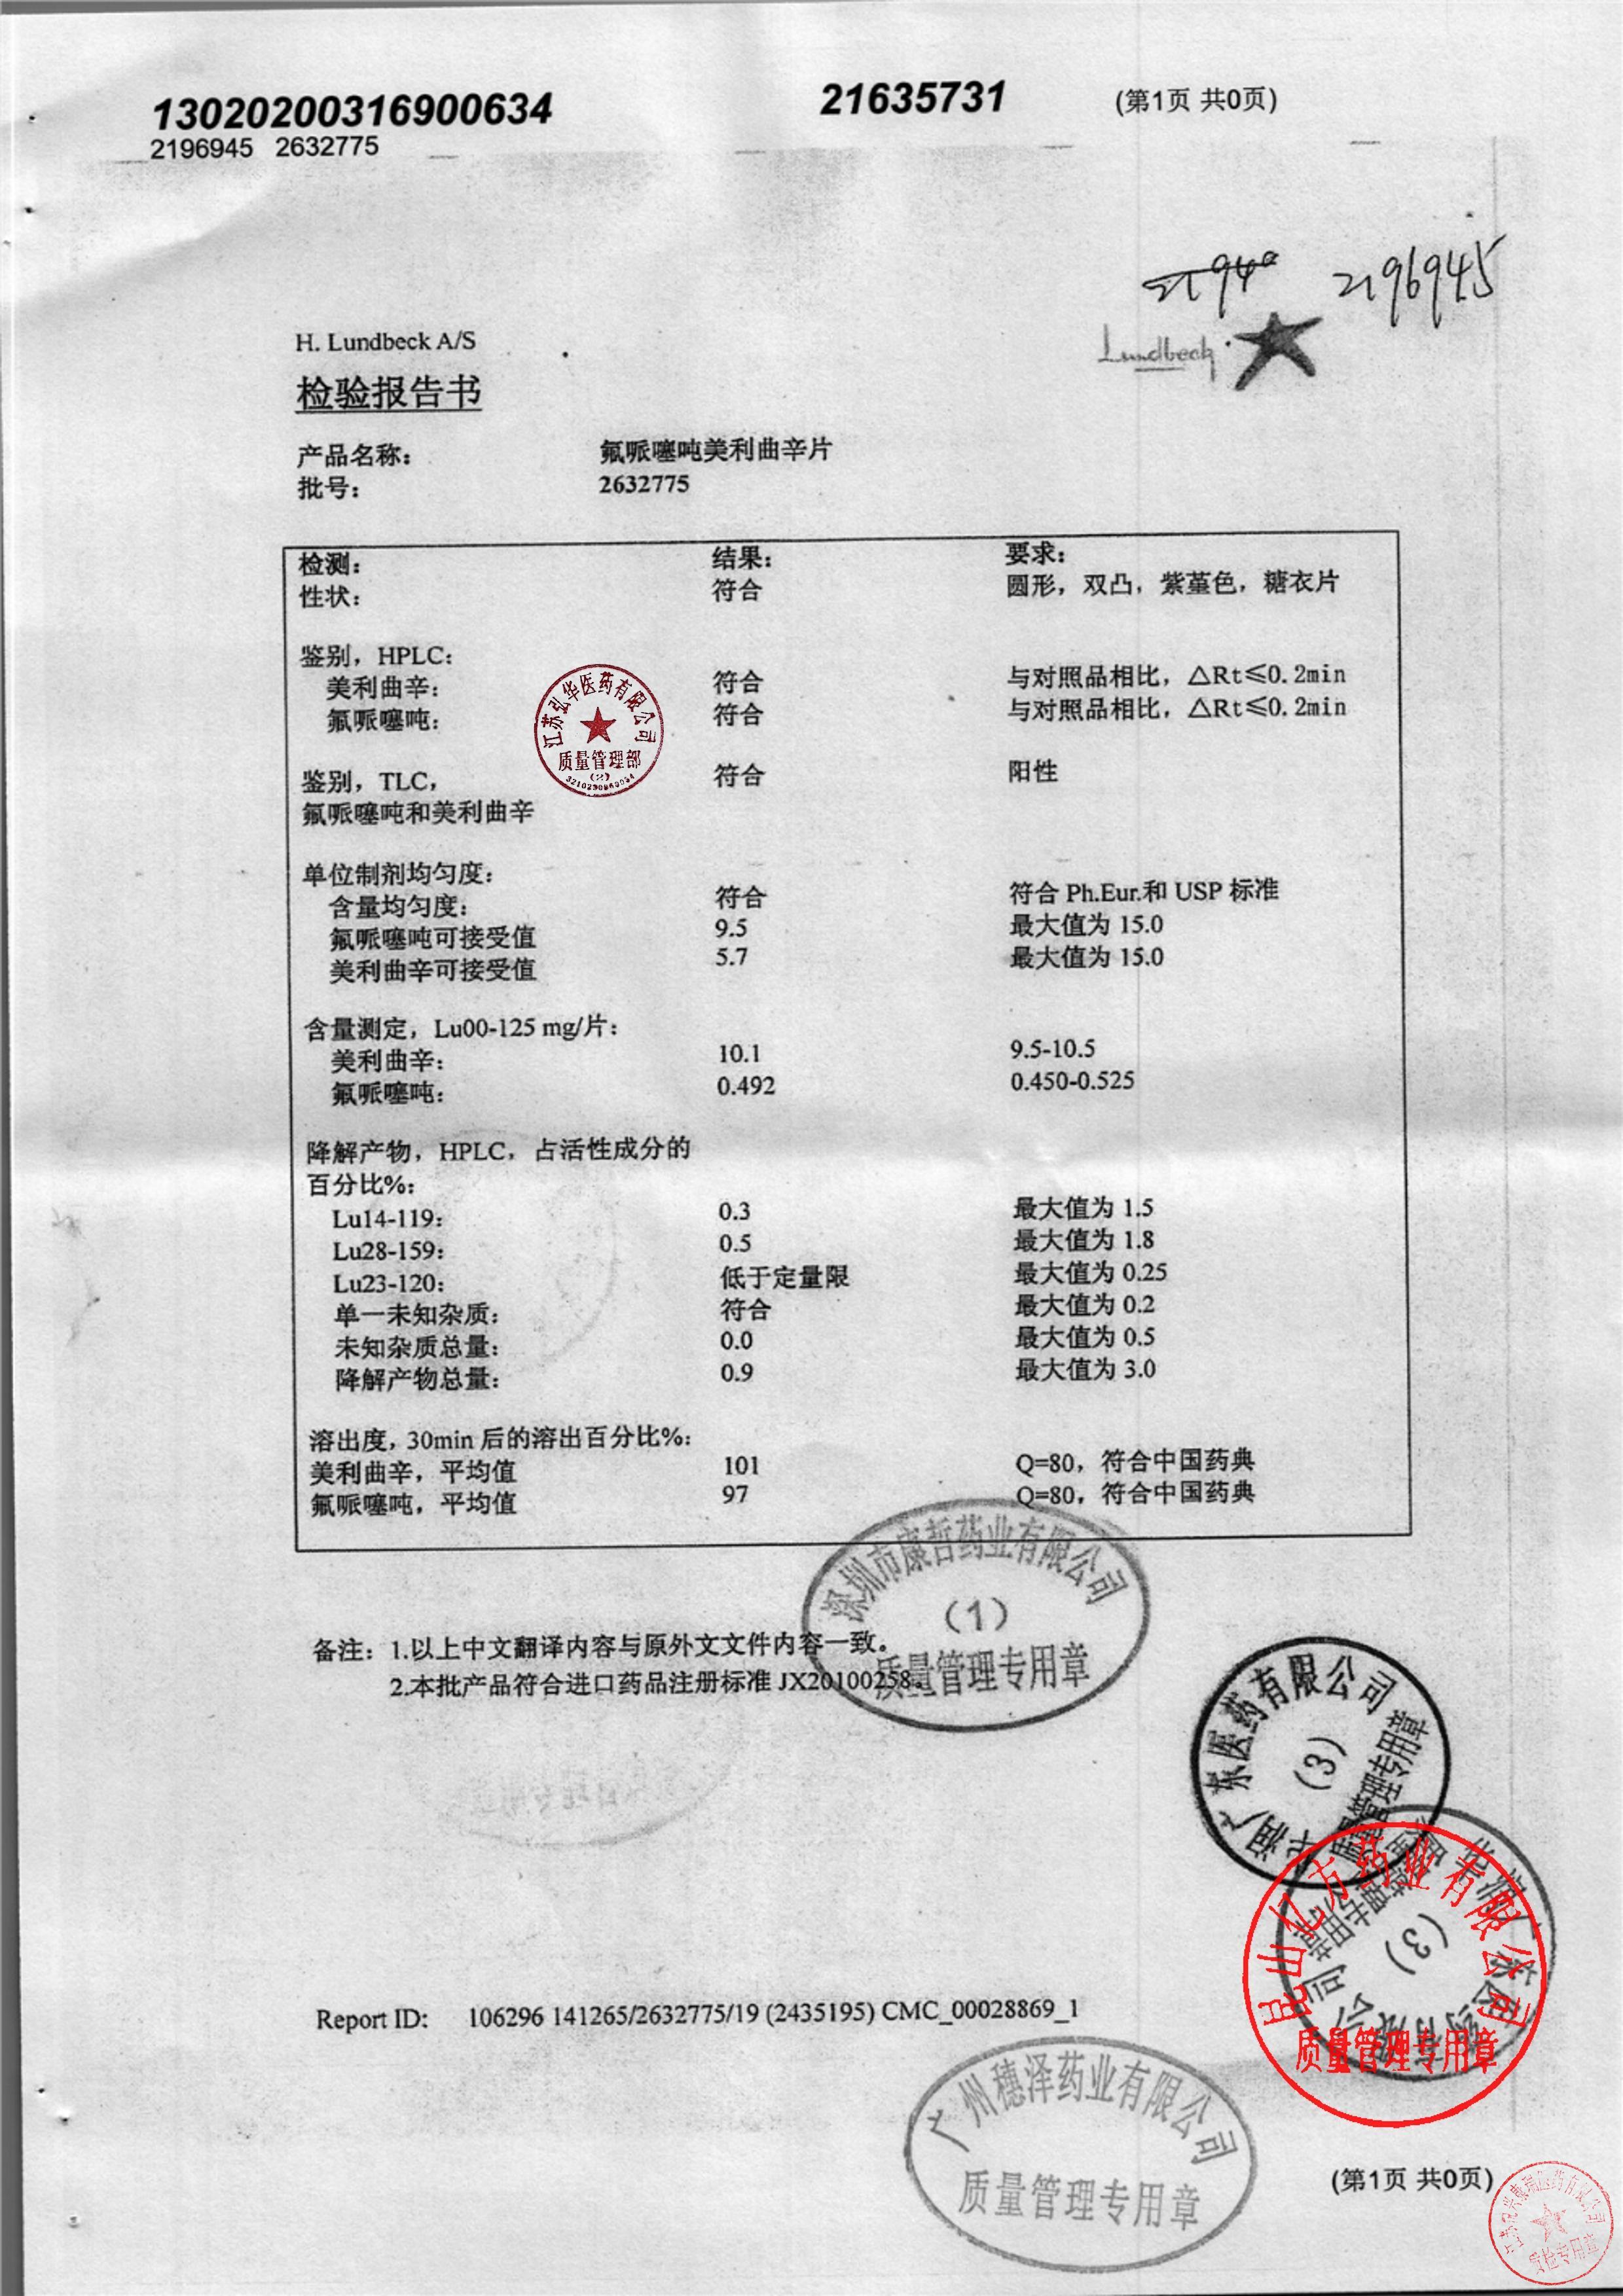 13020200316900634 21635731 (第1页 共0页)
2196945 2632775
2196945
H. Lundbeck A/S
Lundbeck
检验报告书
产品名称: 氟哌噻吨美利曲辛片
批号: 2632775
检测: 结果: 要求:
性状: 符合 圆形，双凸，紫堇色，糖衣片
鉴别，HPLC:
美利曲辛: 符合 与对照品相比，△Rt≤0.2min
氟哌噻吨: 符合 与对照品相比，△Rt≤0.2min
江苏弘华医药有限公司
质量管理部
(2)
鉴别，TLC， 符合 阳性
氟哌噻吨和美利曲辛
单位制剂均匀度:
含量均匀度: 符合 符合 Ph.Eur.和 USP 标准
氟哌噻吨可接受值 9.5 最大值为 15.0
美利曲辛可接受值 5.7 最大值为 15.0
含量测定，Lu00-125 mg/片:
美利曲辛: 10.1 9.5-10.5
氟哌噻吨: 0.492 0.450-0.525
降解产物，HPLC，占活性成分的
百分比%:
Lu14-119: 0.3 最大值为 1.5
Lu28-159: 0.5 最大值为 1.8
Lu23-120: 低于定量限 最大值为 0.25
单一未知杂质: 符合 最大值为 0.2
未知杂质总量: 0.0 最大值为 0.5
降解产物总量: 0.9 最大值为 3.0
溶出度，30min 后的溶出百分比%:
美利曲辛，平均值 101 Q=80，符合中国药典
氟哌噻吨，平均值 97 Q=80，符合中国药典
深圳市康哲药业有限公司
(1)
质量管理专用章
备注: 1.以上中文翻译内容与原外文文件内容一致。
2.本批产品符合进口药品注册标准 JX20100258。
润广东医药有限公司
(3)
质量管理专用章
(3)
昆山亿方药业有限公司
质量管理专用章
Report ID: 106296 141265/2632775/19 (2435195) CMC_00028869_1
广州穗泽药业有限公司
质量管理专用章
(第1页 共0页)
质检专用章